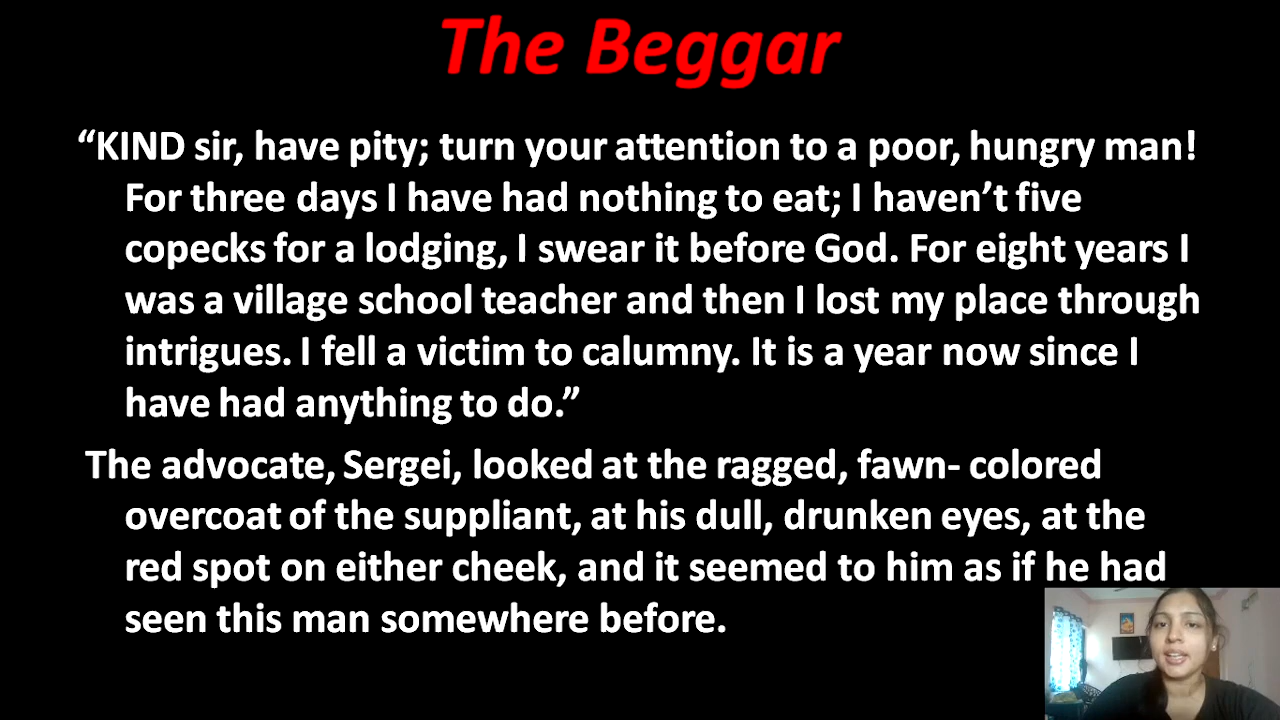 The Beggar
“KIND sir, have pity; turn your attention to a poor, hungry man!
For three days I have had nothing to eat; I haven’t five
copecks for a lodging, I swear it before God. For eight years I
was a village school teacher and then I lost my place through
intrigues. I fell a victim to calumny. It is a year now since I
have had anything to do.”
The advocate, Sergei, looked at the ragged, fawn- colored
overcoat of the suppliant, at his dull, drunken eyes, at the
red spot on either cheek, and it seemed to him as if he had
seen this man somewhere before.